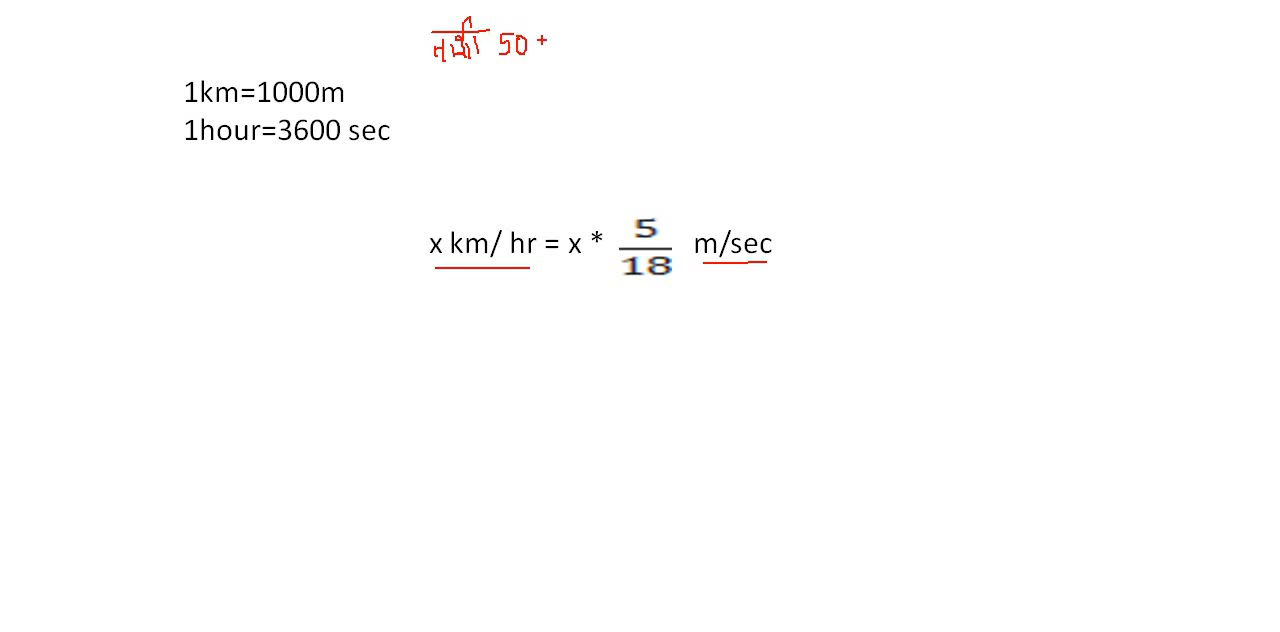 50 +
1km=1000m
1hour=3600 sec
x km/ hr = x * 5/18 m/sec